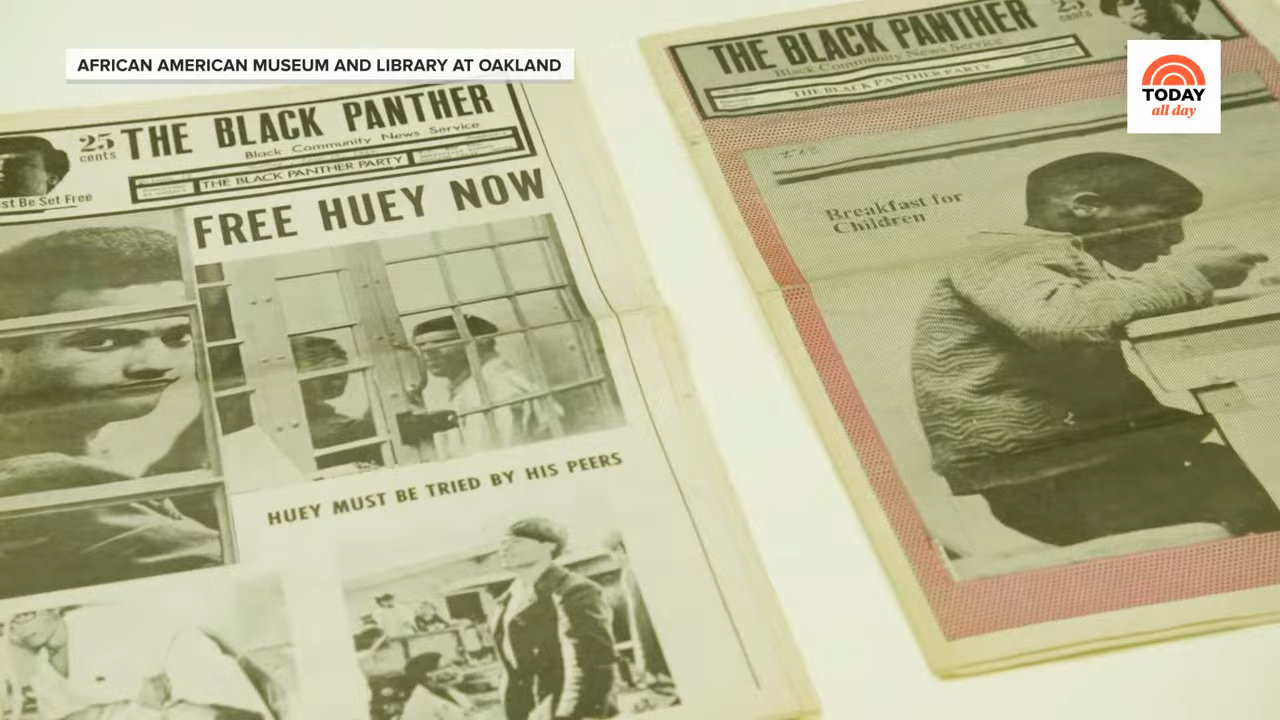 AFRICAN AMERICAN MUSEUM AND LIBRARY AT OAKLAND
TODAY
all day
25
cents
THE BLACK PANTHER
Black Community News Service
THE BLACK PANTHER PARTY
st Be Set Free
FREE HUEY NOW
HUEY MUST BE TRIED BY HIS PEERS
25
cents
THE BLACK PANTHER
Black Community News Service
THE BLACK PANTHER PARTY
Breakfast for
Children